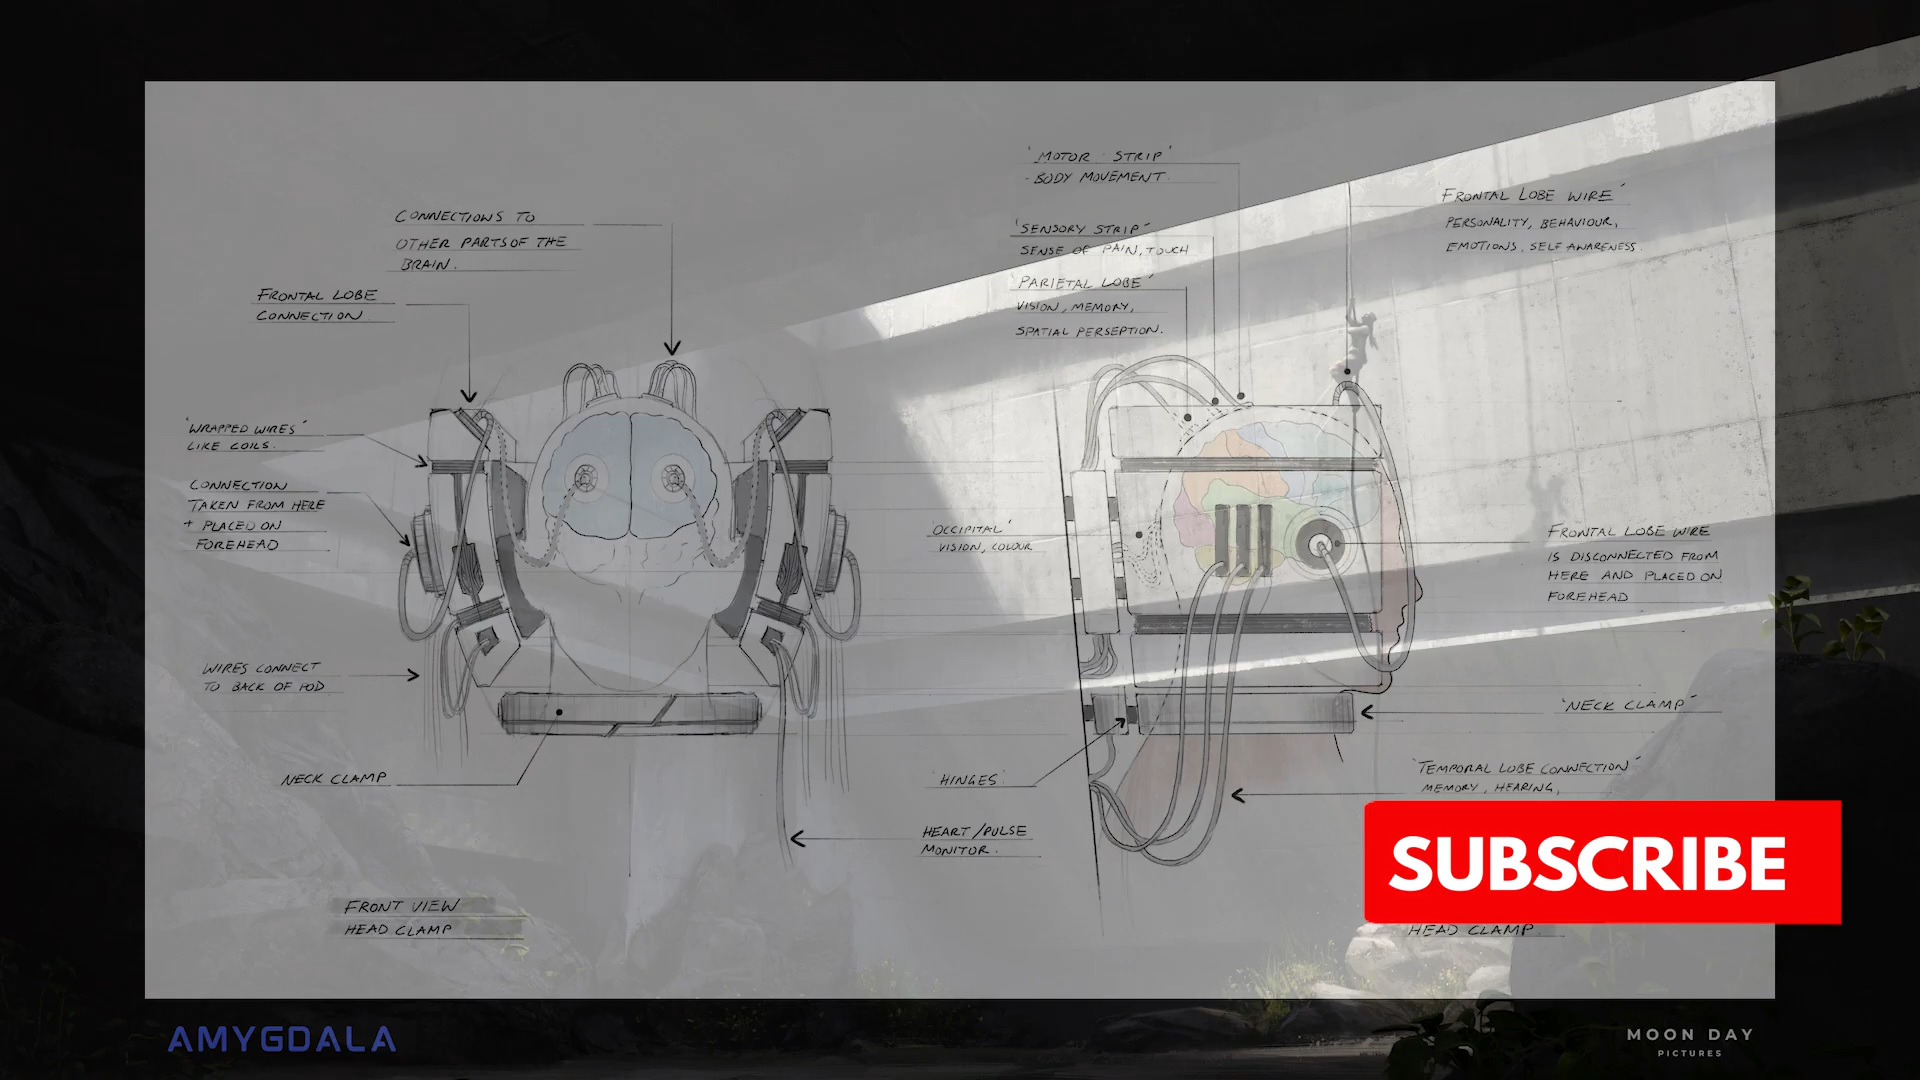 CONNECTIONS TO
OTHER PARTS OF THE
BRAIN.
FRONTAL LOBE
CONNECTION
'WRAPPED WIRES'
LIKE COILS.
CONNECTION
TAKEN FROM HERE
+ PLACED ON
FOREHEAD
WIRES CONNECT
TO BACK OF POD
NECK CLAMP
FRONT VIEW
HEAD CLAMP
'MOTOR STRIP'
- BODY MOVEMENT.
'SENSORY STRIP'
SENSE OF PAIN, TOUCH
'PARIETAL LOBE'
VISION, MEMORY,
SPATIAL PERSEPTION.
OCCIPITAL'
VISION, COLOUR
'HINGES'
HEART/PULSE
MONITOR.
'FRONTAL LOBE WIRE'
PERSONALITY, BEHAVIOUR,
EMOTIONS. SELF AWARENESS.
FRONTAL LOBE WIRE
IS DISCONNECTED FROM
HERE AND PLACED ON
FOREHEAD
'NECK CLAMP'
'TEMPORAL LOBE CONNECTION'
MEMORY, HEARING,
SUBSCRIBE
HEAD CLAMP.
AMYGDALA
MOON DAY
PICTURES